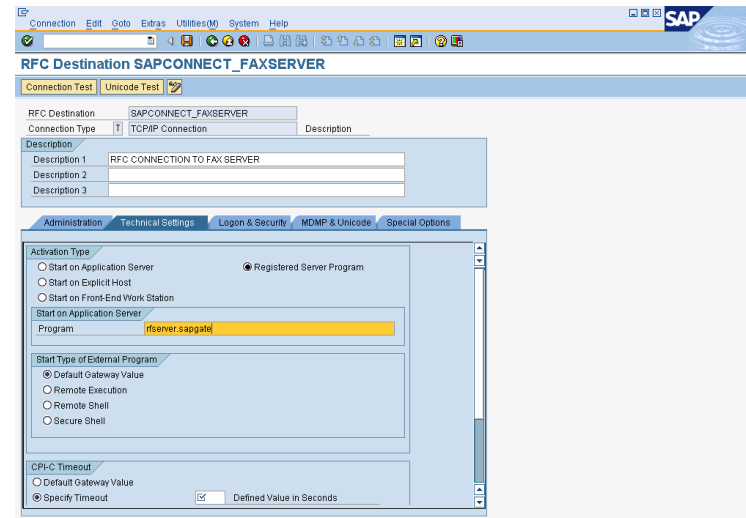 Connection Edit Goto Extras Utilities(M) System Help
SAP
RFC Destination SAPCONNECT_FAXSERVER
Connection Test Unicode Test
RFC Destination SAPCONNECT_FAXSERVER
Connection Type T TCP/IP Connection Description
Description
Description 1 RFC CONNECTION TO FAX SERVER
Description 2
Description 3
Administration Technical Settings Logon & Security MDMP & Unicode Special Options
Activation Type
Start on Application Server Registered Server Program
Start on Explicit Host
Start on Front-End Work Station
Start on Application Server
Program rfserver.sapgate
Start Type of External Program
Default Gateway Value
Remote Execution
Remote Shell
Secure Shell
CPI-C Timeout
Default Gateway Value
Specify Timeout Defined Value in Seconds